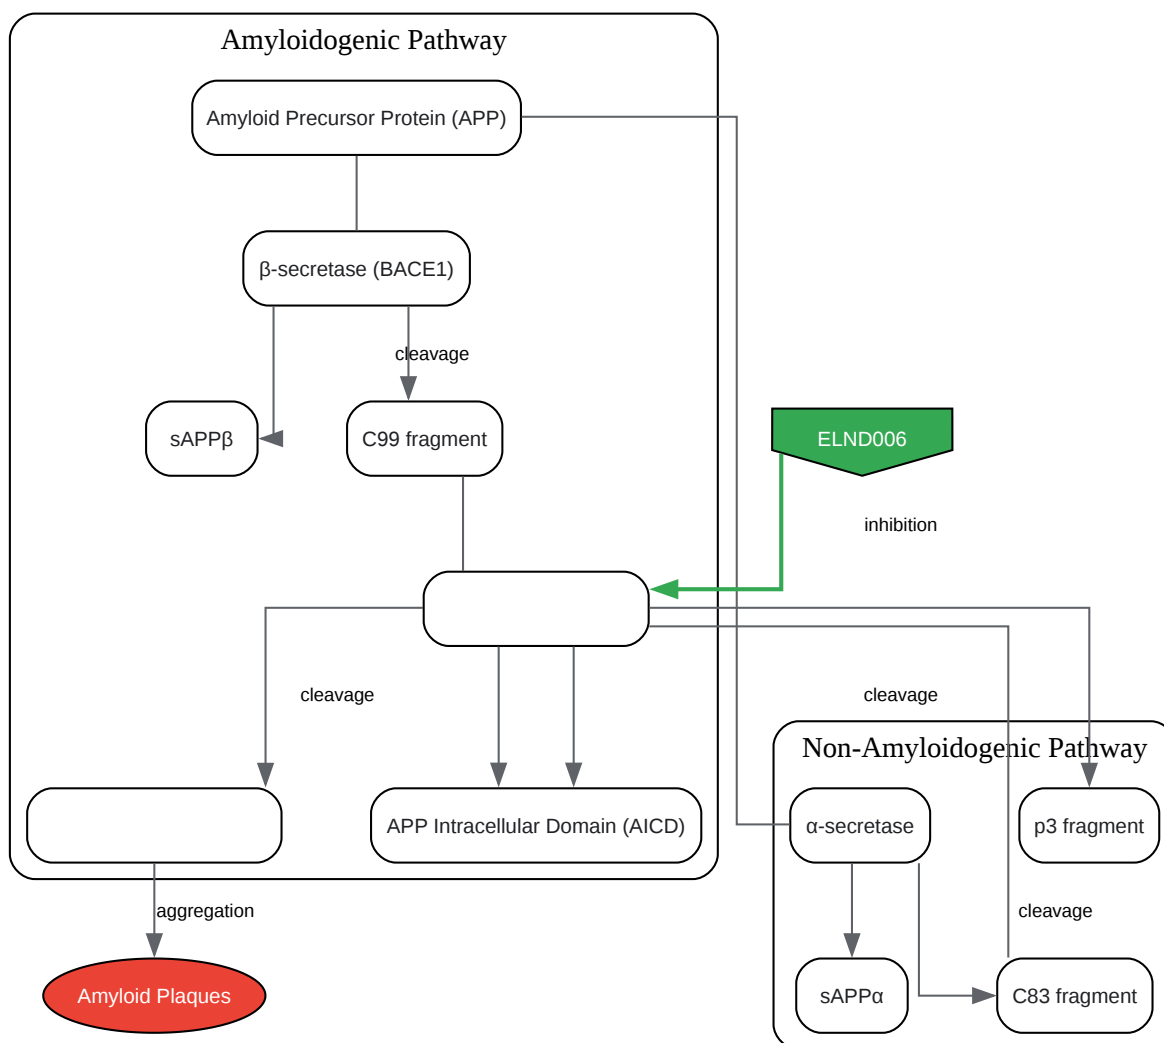 Amyloidogenic Pathway
Amyloid Precursor Protein (APP)
β-secretase (BACE1)
cleavage
sAPPβ
C99 fragment
ELND006
inhibition
cleavage
cleavage
Non-Amyloidogenic Pathway
APP Intracellular Domain (AICD)
α-secretase
p3 fragment
aggregation
cleavage
Amyloid Plaques
sAPPα
C83 fragment